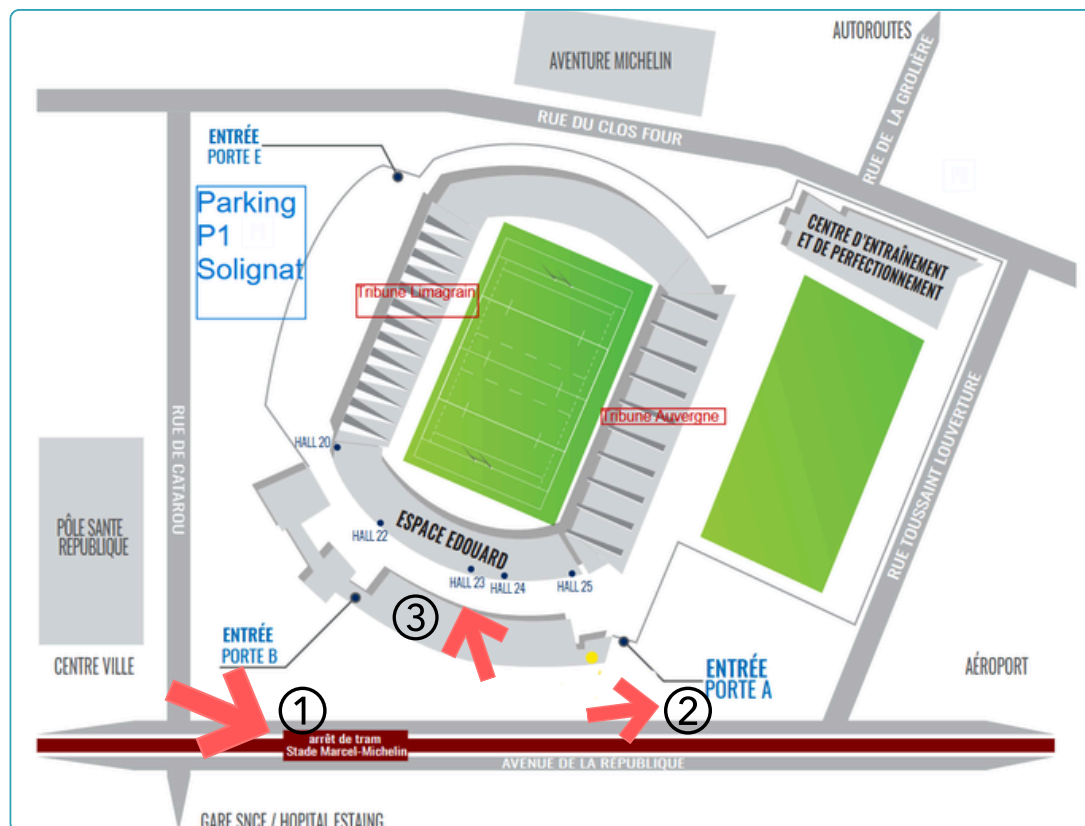 AUTOROUTES
AVENTURE MICHELIN
RUE DU CLOS FOUR
RUE DE LA GROLIÈRE
ENTRÉE
PORTE E
Parking
P1
Solignat
CENTRE D'ENTRAÎNEMENT
ET DE PERFECTIONNEMENT
Tribune Limagrain
Tribune Auvergne
RUE DE CATAROU
RUE TOUSSAINT LOUVERTURE
HALL 20
HALL 22
ESPACE EDOUARD
HALL 23
HALL 24
HALL 25
PÔLE SANTE
RÉPUBLIQUE
3
ENTRÉE
PORTE B
CENTRE VILLE
ENTRÉE
PORTE A
AÉROPORT
1
2
arrêt de tram
Stade Marcel-Michelin
AVENUE DE LA RÉPUBLIQUE
GARE SNCF / HOPITAL ESTAING